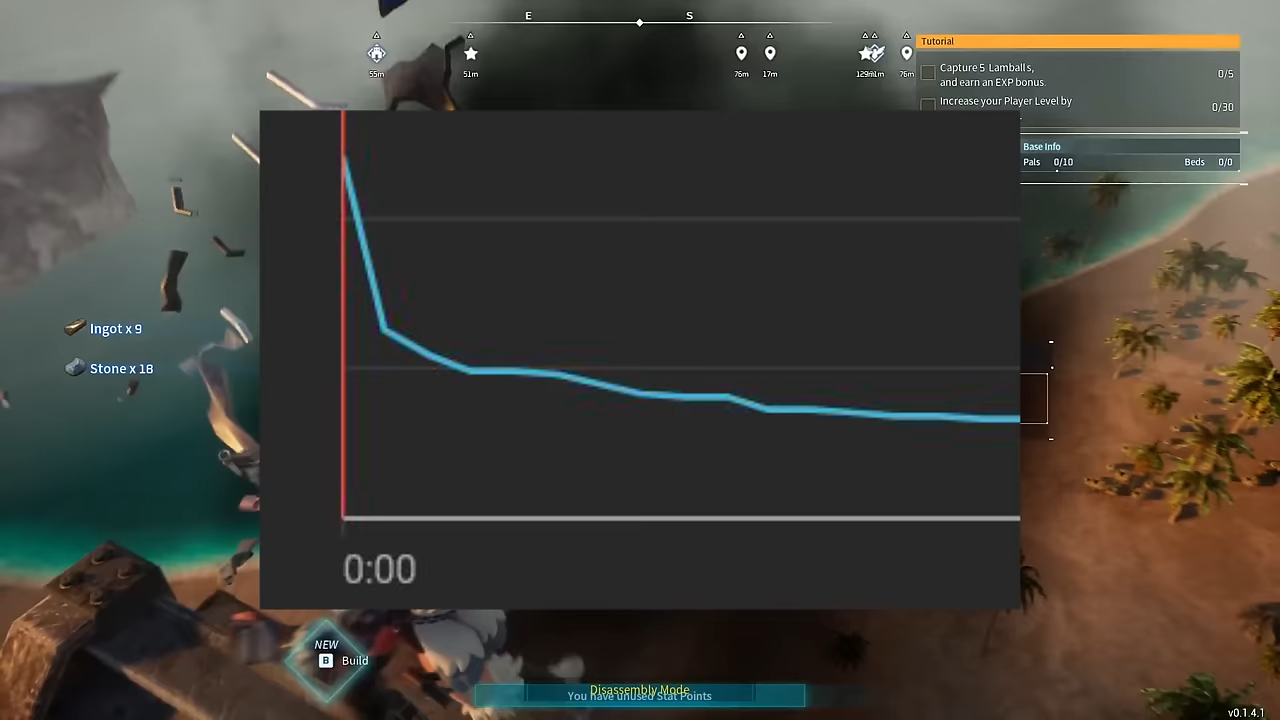 E
S
55m
51m
76m
17m
76m
Tutorial
Capture 5 Lamballs,
and earn an EXP bonus.
0/5
Increase your Player Level by
0/30
Base Info
Pals 0/10
Beds 0/0
Ingot x 9
Stone x 18
0:00
NEW
B Build
Disassembly Mode
You have unused Stat Points
v0.1.4.1